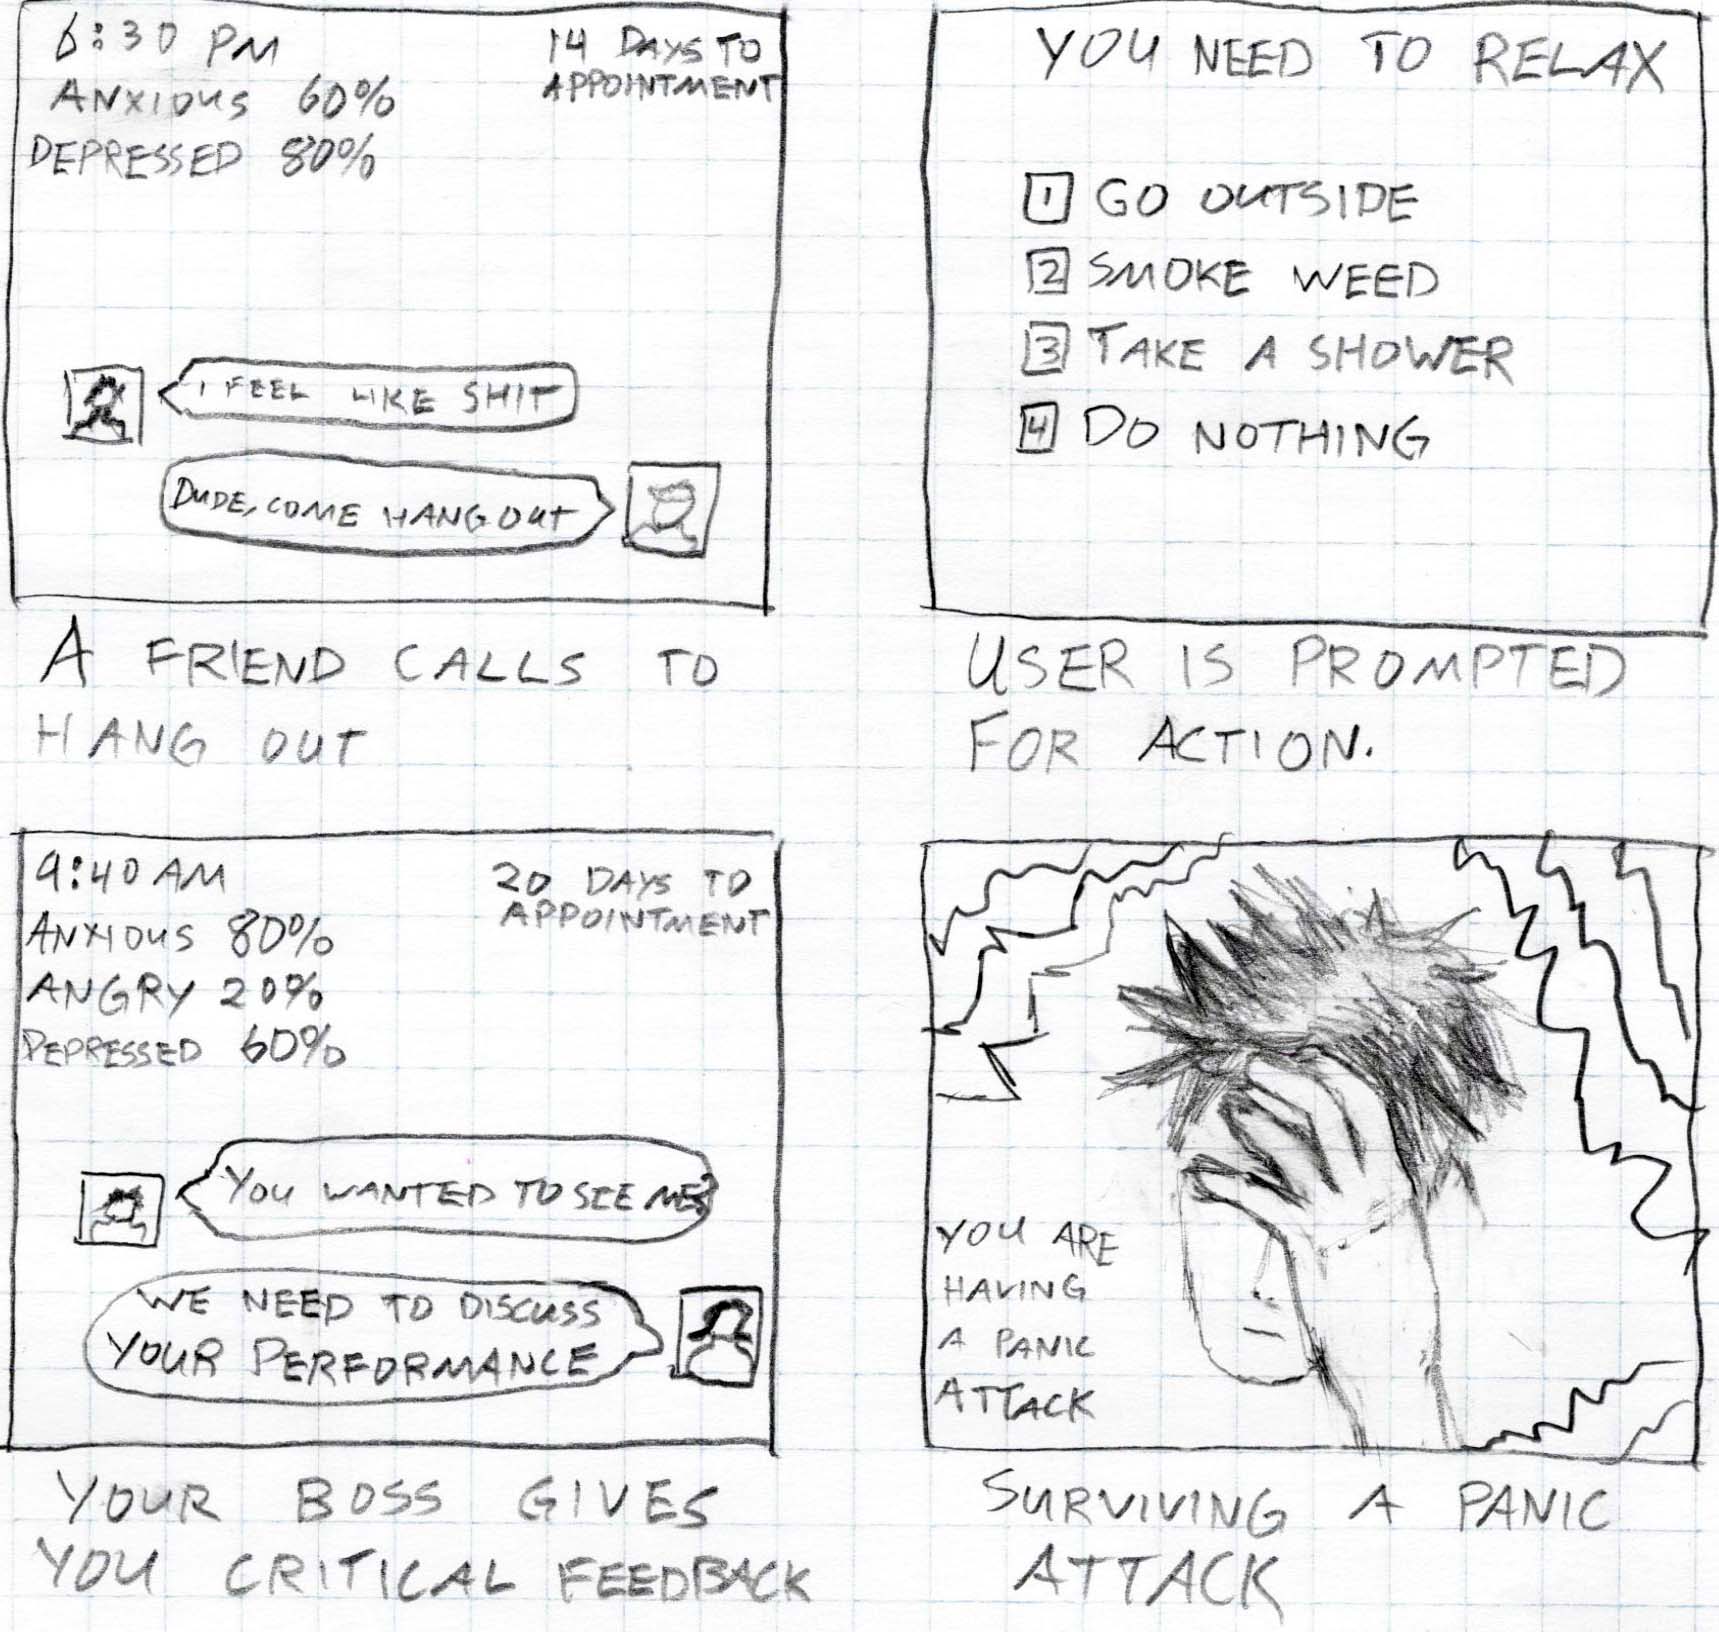 6:30 PM
ANXIOUS 60%
DEPRESSED 80%
14 DAYS TO
APPOINTMENT
I FEEL LIKE SHIT
DUDE, COME HANG OUT
A FRIEND CALLS TO
HANG OUT
YOU NEED TO RELAX
1 GO OUTSIDE
2 SMOKE WEED
3 TAKE A SHOWER
4 DO NOTHING
USER IS PROMPTED
FOR ACTION.
9:40 AM
ANXIOUS 80%
ANGRY 20%
DEPRESSED 60%
20 DAYS TO
APPOINTMENT
YOU WANTED TO SEE ME?
WE NEED TO DISCUSS
YOUR PERFORMANCE
YOUR BOSS GIVES
YOU CRITICAL FEEDBACK
YOU ARE
HAVING
A PANIC
ATTACK
SURVIVING A PANIC
ATTACK